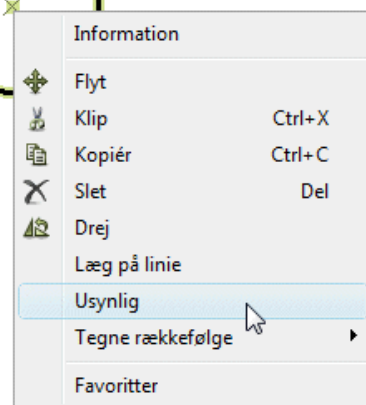 Information
Flyt
Klip Ctrl+X
Kopiér Ctrl+C
Slet Del
Drej
Læg på linie
Usynlig
Tegne rækkefølge
Favoritter